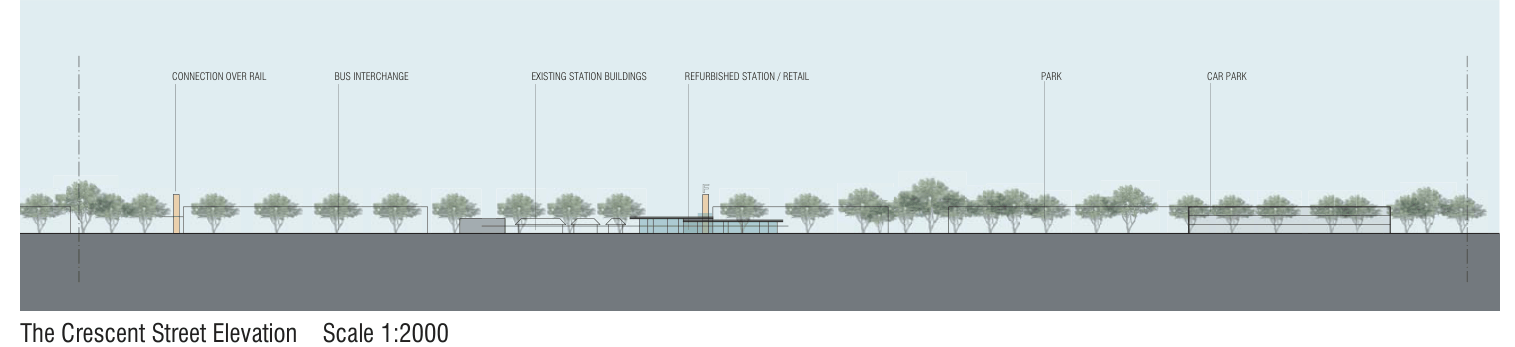 CONNECTION OVER RAIL
BUS INTERCHANGE
EXISTING STATION BUILDINGS
REFURBISHED STATION / RETAIL
PARK
CAR PARK
The Crescent Street Elevation Scale 1:2000